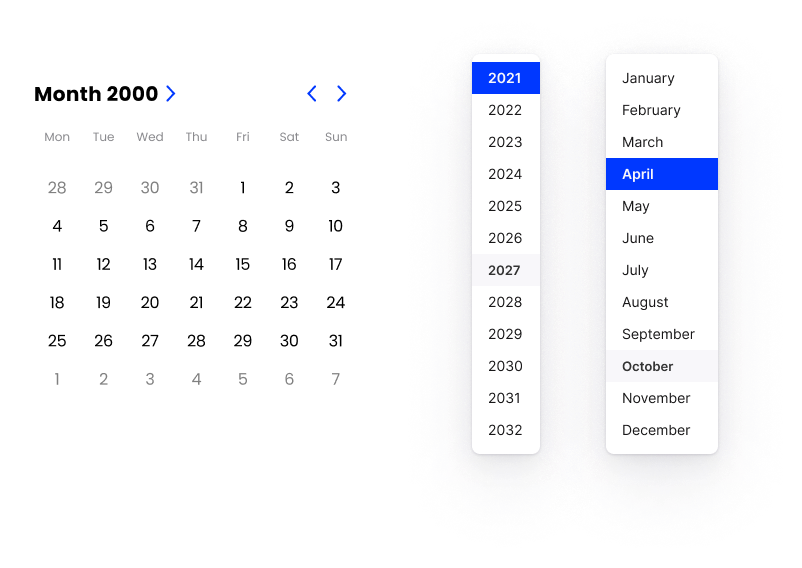 Month 2000
Mon Tue Wed Thu Fri Sat Sun
28 29 30 31 1 2 3
4 5 6 7 8 9 10
11 12 13 14 15 16 17
18 19 20 21 22 23 24
25 26 27 28 29 30 31
1 2 3 4 5 6 7
2021
2022
2023
2024
2025
2026
2027
2028
2029
2030
2031
2032
January
February
March
April
May
June
July
August
September
October
November
December